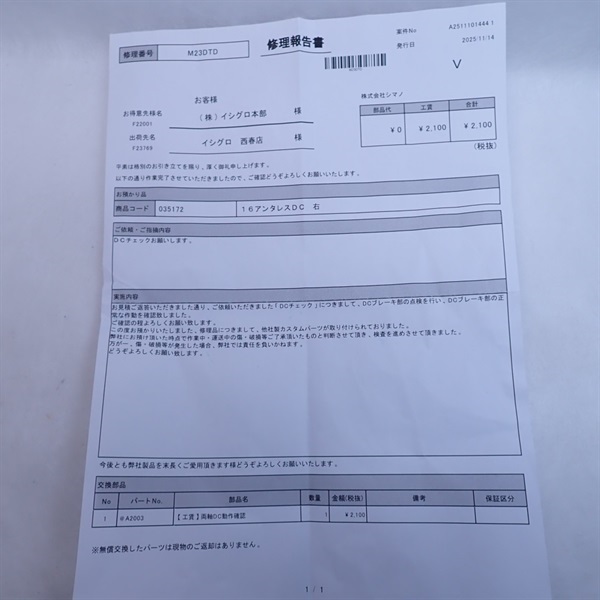 修理報告書
案件No A2511101444 1
発行日 2025/11/14
修理番号 M23DTD
V
お客様
お得意先様名 (株)イシグロ本部 様
F22001
出荷先名 イシグロ 西春店 様
F23169
株式会社シマノ
部品代 工賃 合計
¥0 ¥2,100 ¥2,100
(税抜)
平素は格別のお引き立てを賜り、厚く御礼申し上げます。
以下の通り作業完了させていただきましたので、ご確認どうぞよろしくお願いいたします。
お預かり品
商品コード 035172 16アンタレスDC 右
ご依頼・ご指摘内容
DCチェックお願いします。
実施内容
お見積ご返答いただきました通り、ご依頼いただきました「DCチェック」につきまして、DCブレーキ部の点検を行い、DCブレーキ部の正
常な作動を確認致しました。
ご確認の程よろしくお願い致します。
この度お預かりいたしました、修理品につきまして、他社製カスタムパーツが取り付けられておりました。
弊社にお預け頂いた時点で作業中・運送中の傷・破損等ご了承頂いたものと判断させて頂き、検査を進めさせて頂きました。
万が一、傷・破損等が発生した場合、弊社では責任を負いかねます。
どうぞよろしくお願い致します。
今後とも弊社製品を末長くご愛用頂きます様どうぞよろしくお願いいたします。
交換部品
No パートNo. 部品名 数量 金額(税抜) 備考 保証区分
1 @A2003 【工賃】両軸DC動作確認 1 ¥2,100
※無償交換したパーツは現物のご返却はありません。
1 / 1